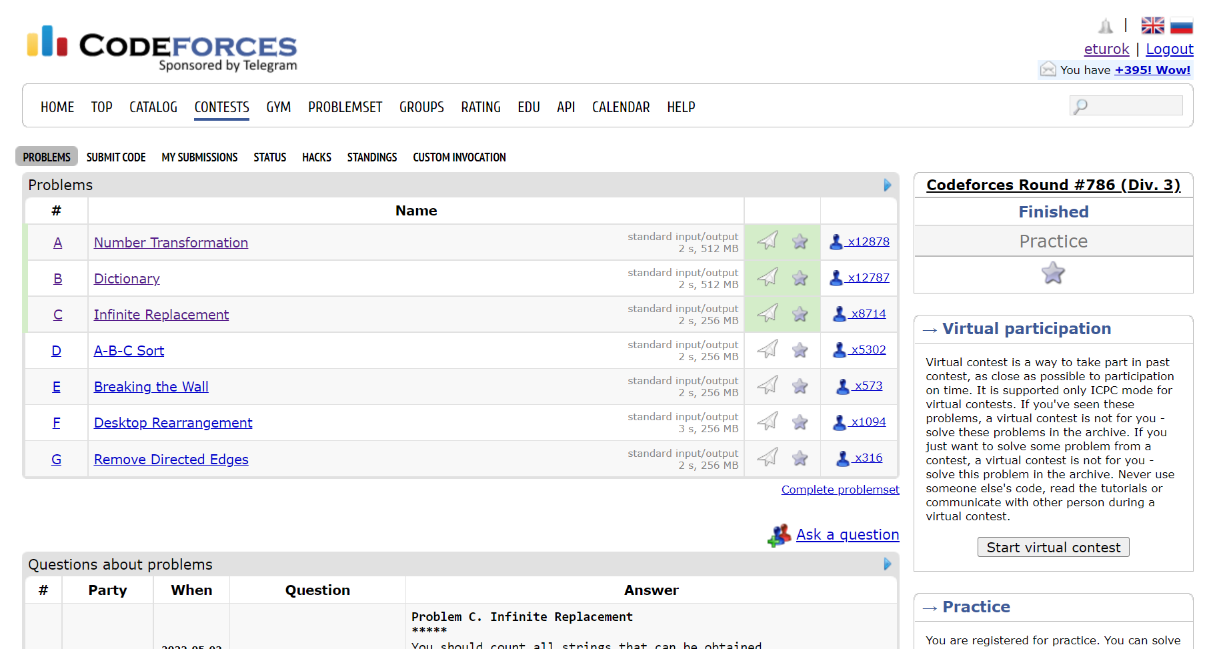 CODEFORCES
Sponsored by Telegram
|
eturok | Logout
You have +395! Wow!
HOME TOP CATALOG CONTESTS GYM PROBLEMSET GROUPS RATING EDU API CALENDAR HELP
PROBLEMS SUBMIT CODE MY SUBMISSIONS STATUS HACKS STANDINGS CUSTOM INVOCATION
Problems
# Name
A Number Transformation standard input/output
2 s, 512 MB x12878
B Dictionary standard input/output
2 s, 512 MB x12787
C Infinite Replacement standard input/output
2 s, 256 MB x8714
D A-B-C Sort standard input/output
2 s, 256 MB x5302
E Breaking the Wall standard input/output
2 s, 256 MB x573
F Desktop Rearrangement standard input/output
3 s, 256 MB x1094
G Remove Directed Edges standard input/output
2 s, 256 MB x316
Complete problemset
Ask a question
Questions about problems
# Party When Question Answer
Problem C. Infinite Replacement
*****
You should count all strings that can be obtained
2022-05-02
Codeforces Round #786 (Div. 3)
Finished
Practice
→ Virtual participation
Virtual contest is a way to take part in past
contest, as close as possible to participation
on time. It is supported only ICPC mode for
virtual contests. If you've seen these
problems, a virtual contest is not for you -
solve these problems in the archive. If you
just want to solve some problem from a
contest, a virtual contest is not for you -
solve this problem in the archive. Never use
someone else's code, read the tutorials or
communicate with other person during a
virtual contest.
Start virtual contest
→ Practice
You are registered for practice. You can solve